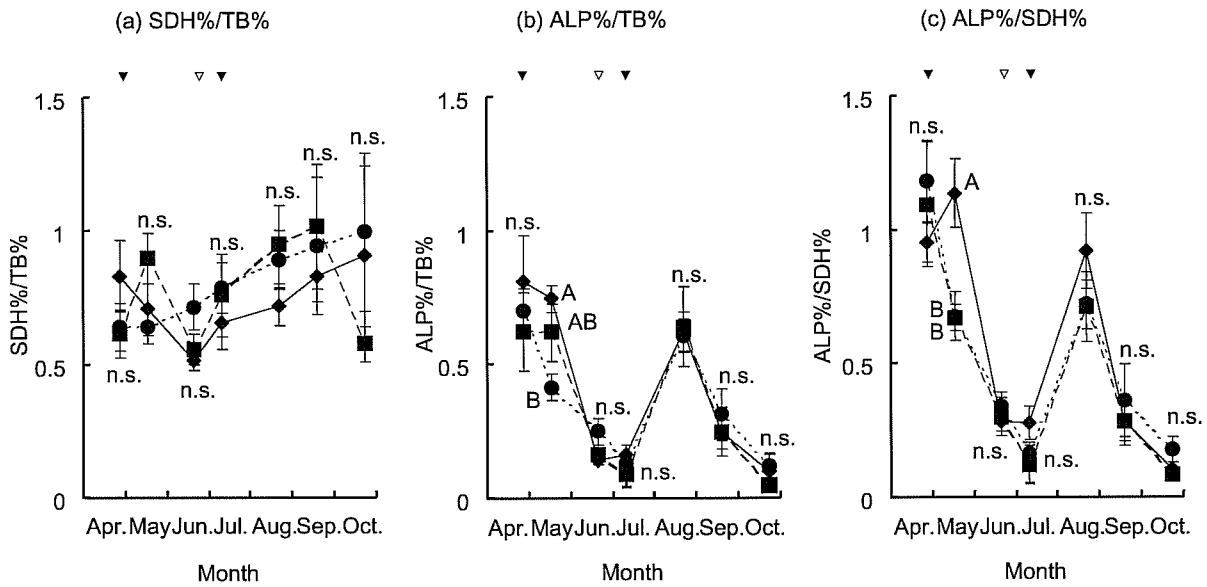 (a) SDH%/TB%
SDH%/TB%
1.5
1
0.5
0
n.s.
n.s.
n.s.
n.s.
n.s.
n.s.
n.s.
Apr. May Jun. Jul. Aug. Sep. Oct.
Month
(b) ALP%/TB%
ALP%/TB%
1.5
1
0.5
0
n.s.
A
AB
B
n.s.
n.s.
n.s.
n.s.
n.s.
Apr. May Jun. Jul. Aug. Sep. Oct.
Month
(c) ALP%/SDH%
ALP%/SDH%
1.5
1
0.5
0
n.s.
A
B
B
n.s.
n.s.
n.s.
n.s.
n.s.
Apr. May Jun. Jul. Aug. Sep. Oct.
Month